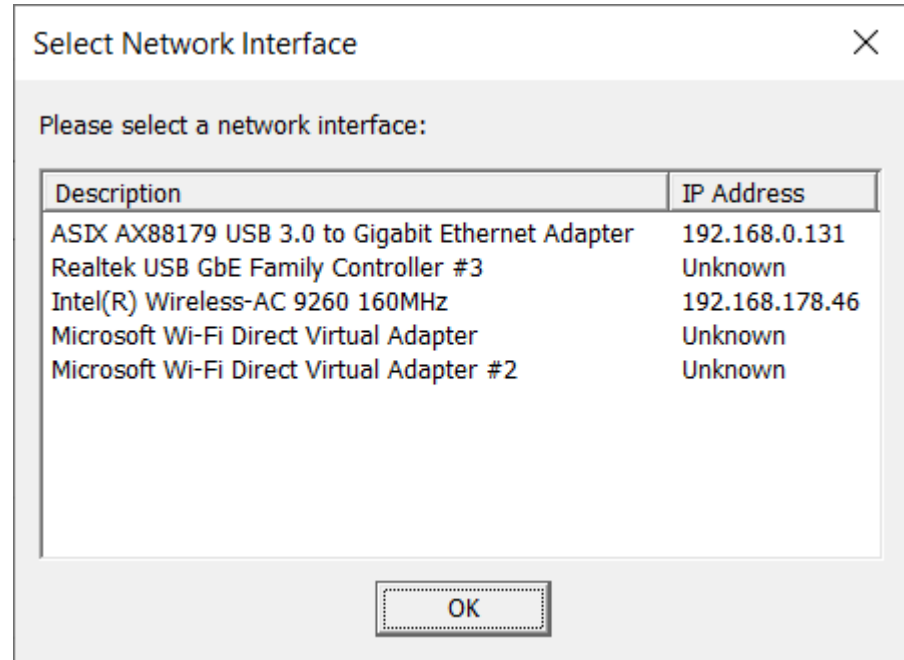 Select Network Interface
Please select a network interface:
Description IP Address
ASIX AX88179 USB 3.0 to Gigabit Ethernet Adapter 192.168.0.131
Realtek USB GbE Family Controller #3 Unknown
Intel(R) Wireless-AC 9260 160MHz 192.168.178.46
Microsoft Wi-Fi Direct Virtual Adapter Unknown
Microsoft Wi-Fi Direct Virtual Adapter #2 Unknown
OK